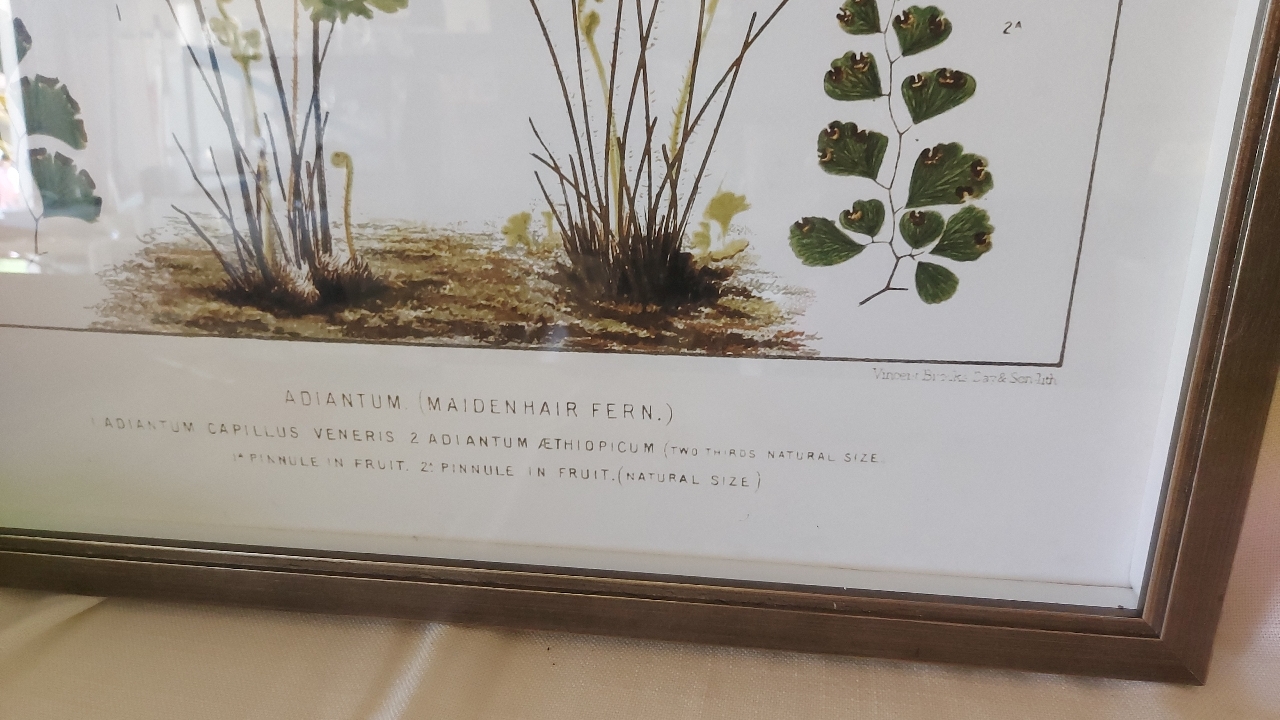 1
2ᴬ
Vincent Brooks Day & Son lith.
ADIANTUM. (MAIDENHAIR FERN.)
1 ADIANTUM CAPILLUS VENERIS 2 ADIANTUM ÆTHIOPICUM (TWO THIRDS NATURAL SIZE.
1ᴬ PINNULE IN FRUIT. 2ᴬ PINNULE IN FRUIT. (NATURAL SIZE)